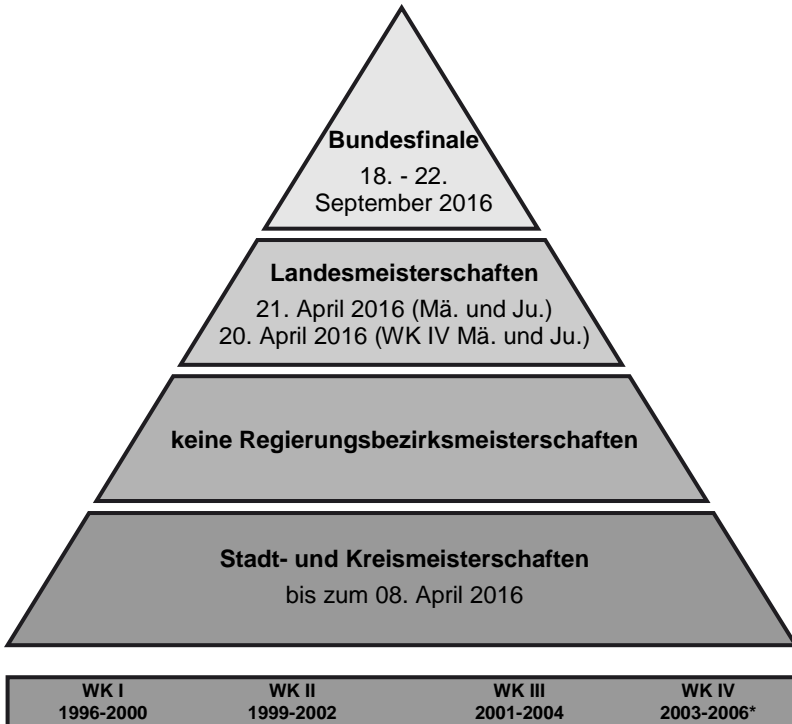 Bundesfinale
18. - 22.
September 2016
Landesmeisterschaften
21. April 2016 (Mä. und Ju.)
20. April 2016 (WK IV Mä. und Ju.)
keine Regierungsbezirksmeisterschaften
Stadt- und Kreismeisterschaften
bis zum 08. April 2016
WK I WK II WK III WK IV
1996-2000 1999-2002 2001-2004 2003-2006*